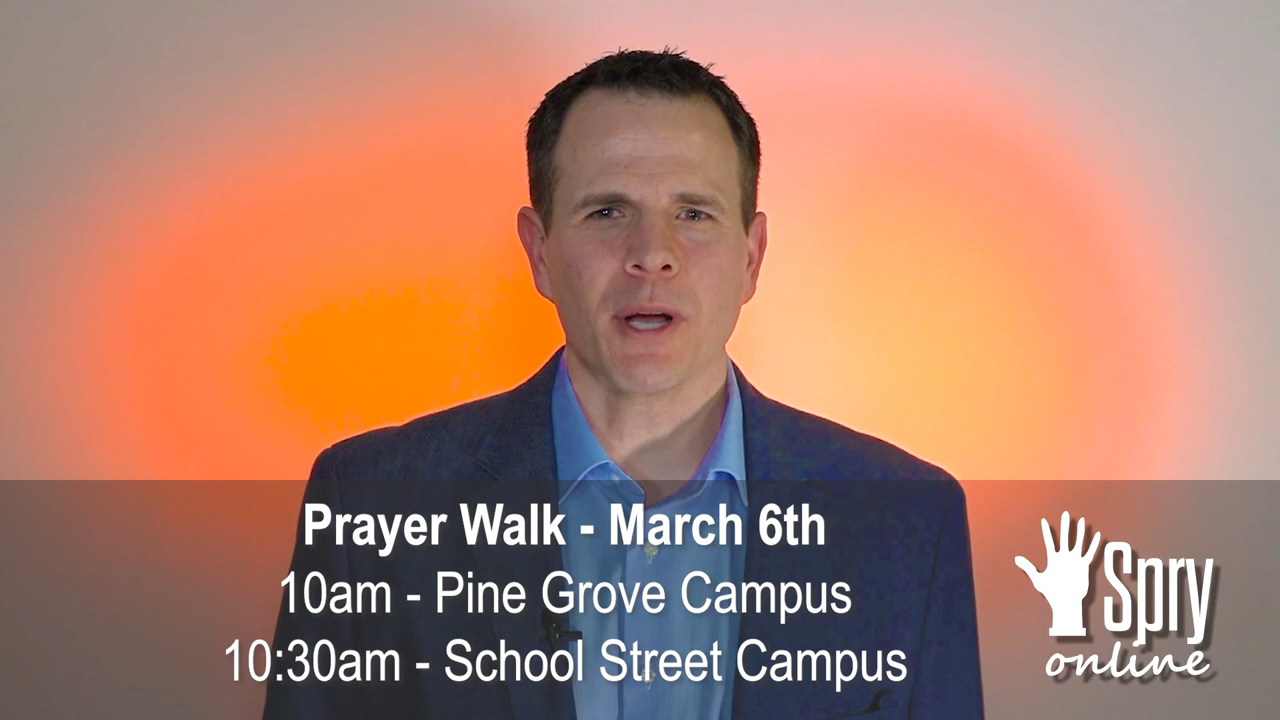 Prayer Walk - March 6th
10am - Pine Grove Campus
10:30am - School Street Campus
Spry
online